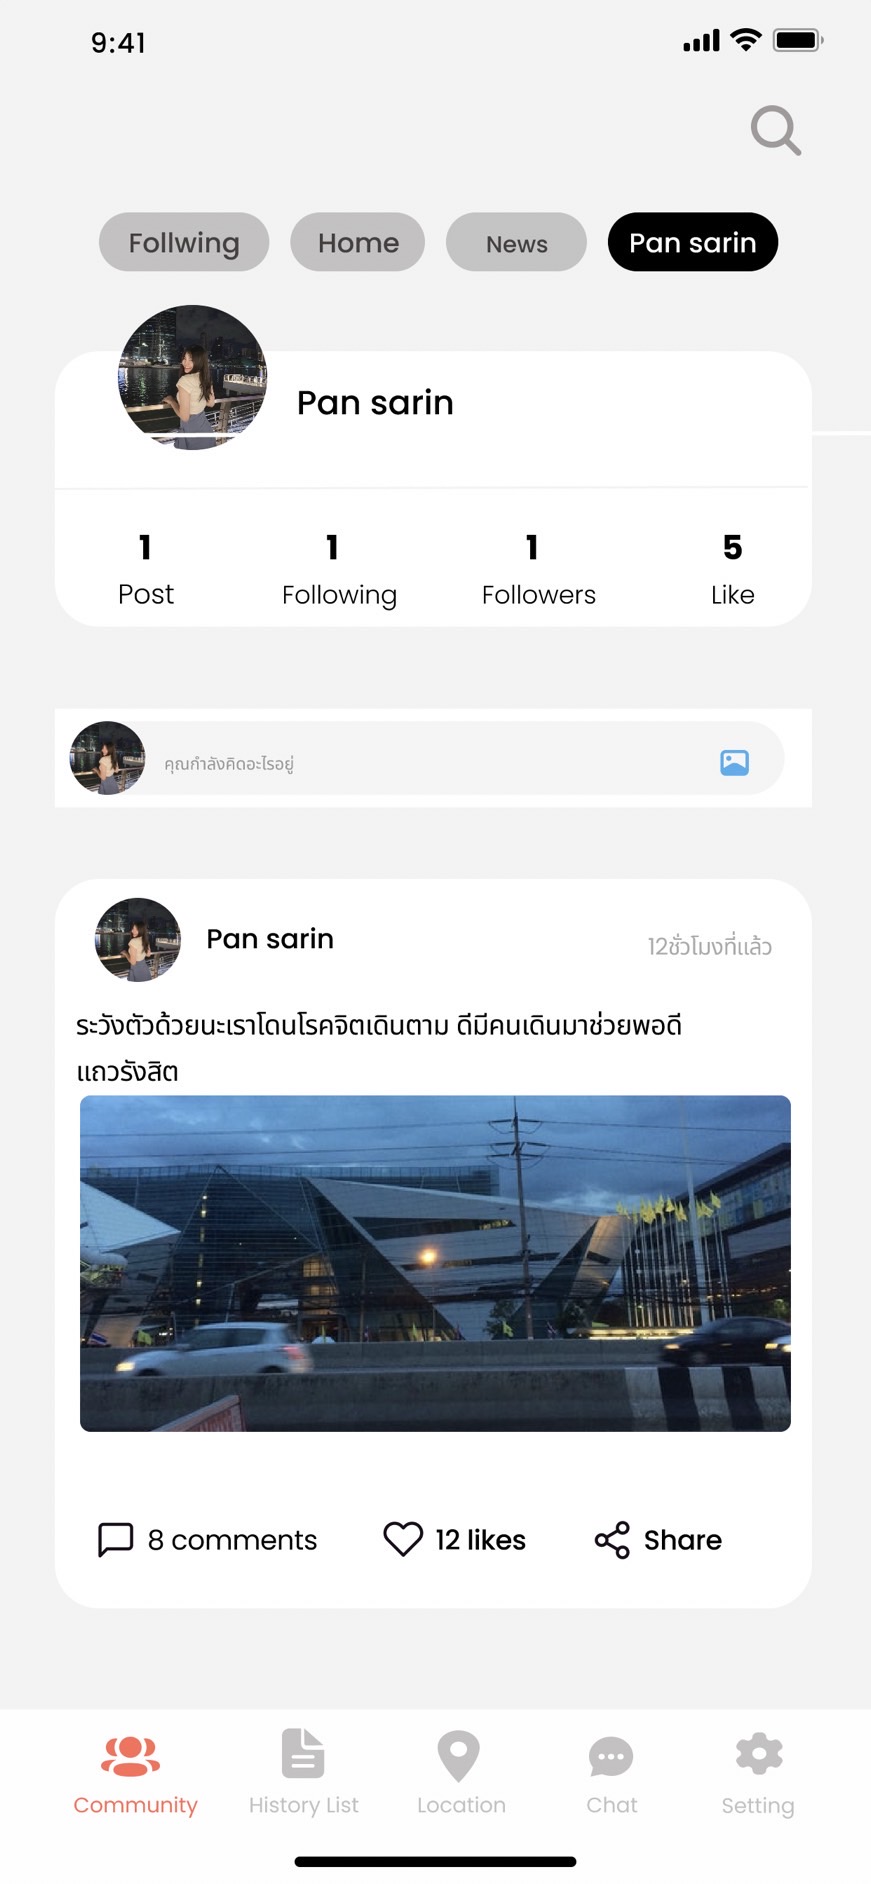 9:41
Follwing
Home
News
Pan sarin
Pan sarin
1
1
1
5
Post
Following
Followers
Like
คุณกำลังคิดอะไรอยู่
Pan sarin
12ชั่วโมงที่แล้ว
ระวังตัวด้วยนะเราโดนโรคจิตเดินตาม ดีมีคนเดินมาช่วยพอดี
แถวรังสิต
8 comments
12 likes
Share
Community
History List
Location
Chat
Setting